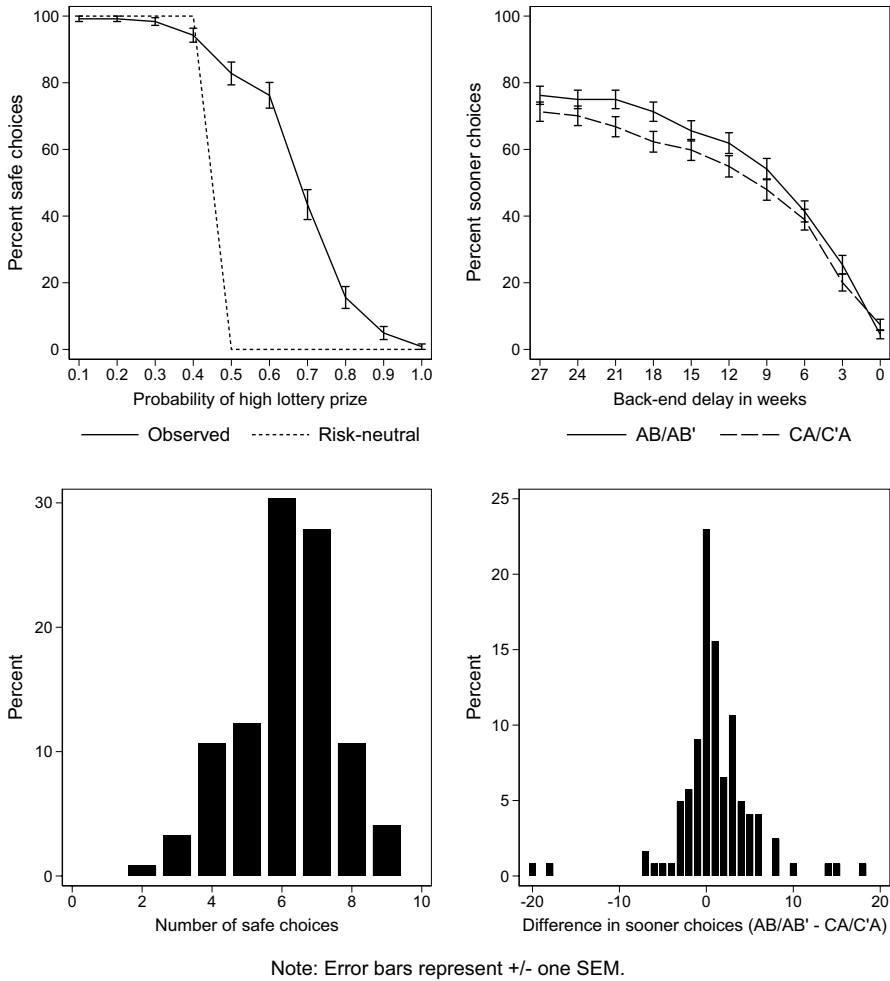 100
80
60
40
20
0
Percent safe choices
0.1 0.2 0.3 0.4 0.5 0.6 0.7 0.8 0.9 1.0
Probability of high lottery prize
Observed Risk-neutral
100
80
60
40
20
0
Percent sooner choices
27 24 21 18 15 12 9 6 3 0
Back-end delay in weeks
AB/AB' CA/C'A
30
20
10
0
Percent
0 2 4 6 8 10
Number of safe choices
25
20
15
10
5
0
Percent
-20 -10 0 10 20
Difference in sooner choices (AB/AB' - CA/C'A)
Note: Error bars represent +/- one SEM.